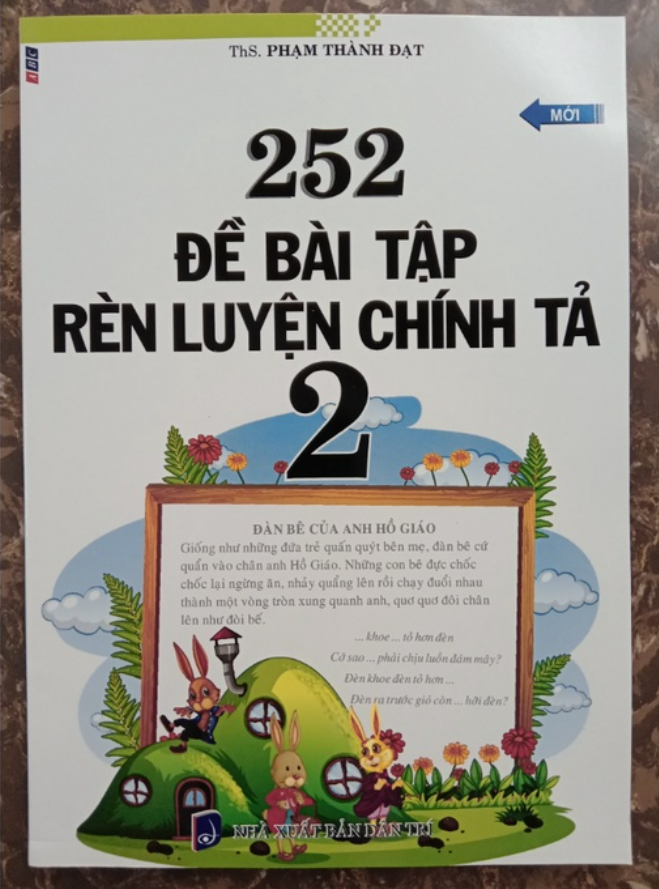 ThS. PHẠM THÀNH ĐẠT
ABC
MỚI
252
ĐỀ BÀI TẬP
RÈN LUYỆN CHÍNH TẢ
2
ĐÀN BÊ CỦA ANH HỒ GIÁO
Giống như những đứa trẻ quấn quýt bên mẹ, đàn bê cứ
quẩn vào chân anh Hồ Giáo. Những con bê đực chốc
chốc lại ngừng ăn, nhảy quẩng lên rồi chạy đuổi nhau
thành một vòng tròn xung quanh anh, quơ quơ đôi chân
lên như đòi bế.
... khoe ... tỏ hơn đèn
Cớ sao ... phải chịu luồn đám mây?
Đèn khoe đèn tỏ hơn ...
Đèn ra trước gió còn ... hỡi đèn?
NHÀ XUẤT BẢN DÂN TRÍ